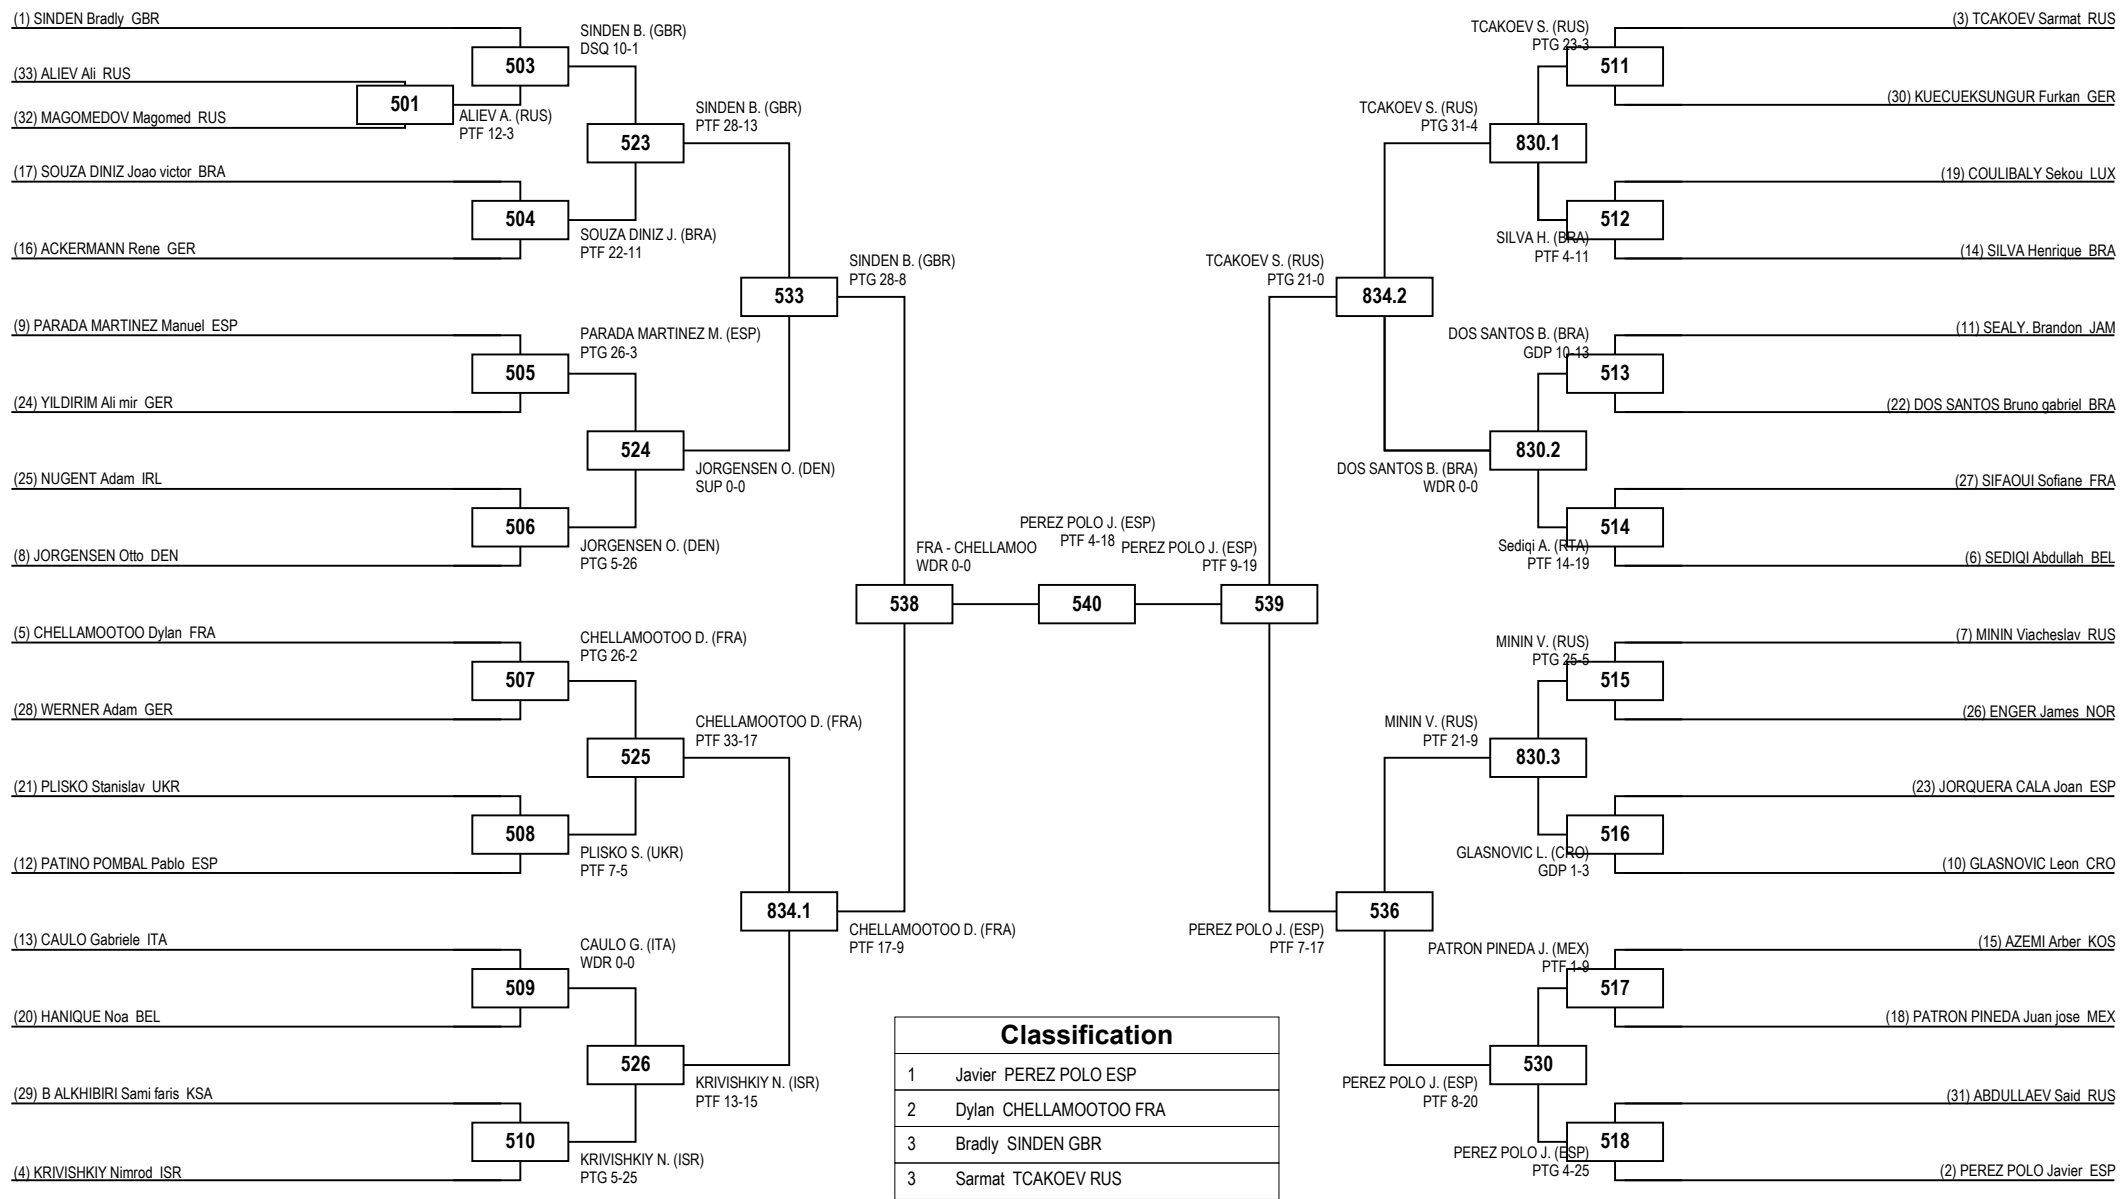 (1) SINDEN Bradly GBR
SINDEN B. (GBR)
DSQ 10-1
503
(33) ALIEV Ali RUS
501
ALIEV A. (RUS)
PTF 12-3
(32) MAGOMEDOV Magomed RUS
SINDEN B. (GBR)
PTF 28-13
523
(17) SOUZA DINIZ Joao victor BRA
504
SOUZA DINIZ J. (BRA)
PTF 22-11
(16) ACKERMANN Rene GER
SINDEN B. (GBR)
PTG 28-8
533
(9) PARADA MARTINEZ Manuel ESP
PARADA MARTINEZ M. (ESP)
PTG 26-3
505
(24) YILDIRIM Ali mir GER
524
JORGENSEN O. (DEN)
SUP 0-0
(25) NUGENT Adam IRL
506
JORGENSEN O. (DEN)
PTG 5-26
(8) JORGENSEN Otto DEN
FRA - CHELLAMOO
WDR 0-0
538
(5) CHELLAMOOTOO Dylan FRA
CHELLAMOOTOO D. (FRA)
PTG 26-2
507
(28) WERNER Adam GER
CHELLAMOOTOO D. (FRA)
PTF 33-17
525
(21) PLISKO Stanislav UKR
508
PLISKO S. (UKR)
PTF 7-5
(12) PATINO POMBAL Pablo ESP
834.1
CHELLAMOOTOO D. (FRA)
PTF 17-9
(13) CAULO Gabriele ITA
CAULO G. (ITA)
WDR 0-0
509
(20) HANIQUE Noa BEL
526
KRIVISHKIY N. (ISR)
PTF 13-15
(29) B ALKHIBIRI Sami faris KSA
510
KRIVISHKIY N. (ISR)
PTG 5-25
(4) KRIVISHKIY Nimrod ISR
PEREZ POLO J. (ESP)
PTF 4-18
540
PEREZ POLO J. (ESP)
PTF 9-19
539
TCAKOEV S. (RUS)
PTG 23-3
(3) TCAKOEV Sarmat RUS
511
(30) KUECUEKSUNGUR Furkan GER
TCAKOEV S. (RUS)
PTG 31-4
830.1
(19) COULIBALY Sekou LUX
512
SILVA H. (BRA)
PTF 4-11
(14) SILVA Henrique BRA
TCAKOEV S. (RUS)
PTG 21-0
834.2
DOS SANTOS B. (BRA)
GDP 10-13
(11) SEALY. Brandon JAM
513
(22) DOS SANTOS Bruno gabriel BRA
830.2
DOS SANTOS B. (BRA)
WDR 0-0
(27) SIFAOUI Sofiane FRA
514
Sediqi A. (RTA)
PTF 14-19
(6) SEDIQI Abdullah BEL
MININ V. (RUS)
PTG 25-5
(7) MININ Viacheslav RUS
515
(26) ENGER James NOR
MININ V. (RUS)
PTF 21-9
830.3
(23) JORQUERA CALA Joan ESP
516
GLASNOVIC L. (CRO)
GDP 1-3
(10) GLASNOVIC Leon CRO
536
PEREZ POLO J. (ESP)
PTF 7-17
PATRON PINEDA J. (MEX)
PTF 1-9
(15) AZEMI Arber KOS
517
(18) PATRON PINEDA Juan jose MEX
530
PEREZ POLO J. (ESP)
PTF 8-20
(31) ABDULLAEV Said RUS
518
PEREZ POLO J. (ESP)
PTG 4-25
(2) PEREZ POLO Javier ESP
Classification
1 Javier PEREZ POLO ESP
2 Dylan CHELLAMOOTOO FRA
3 Bradly SINDEN GBR
3 Sarmat TCAKOEV RUS